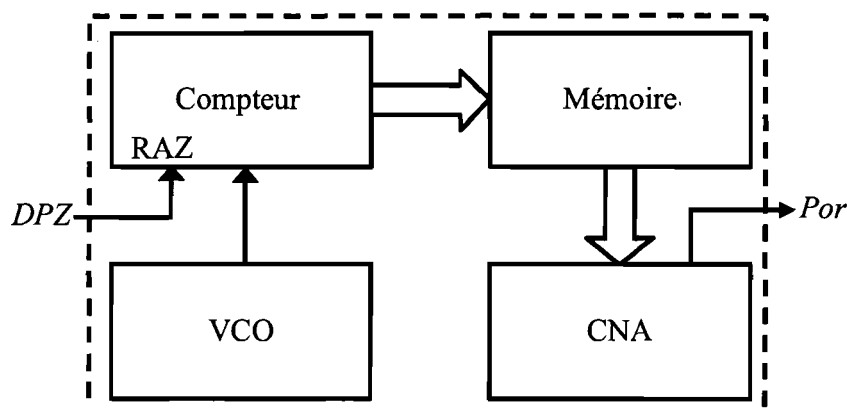 Compteur
Mémoire
RAZ
DPZ
Por
VCO
CNA